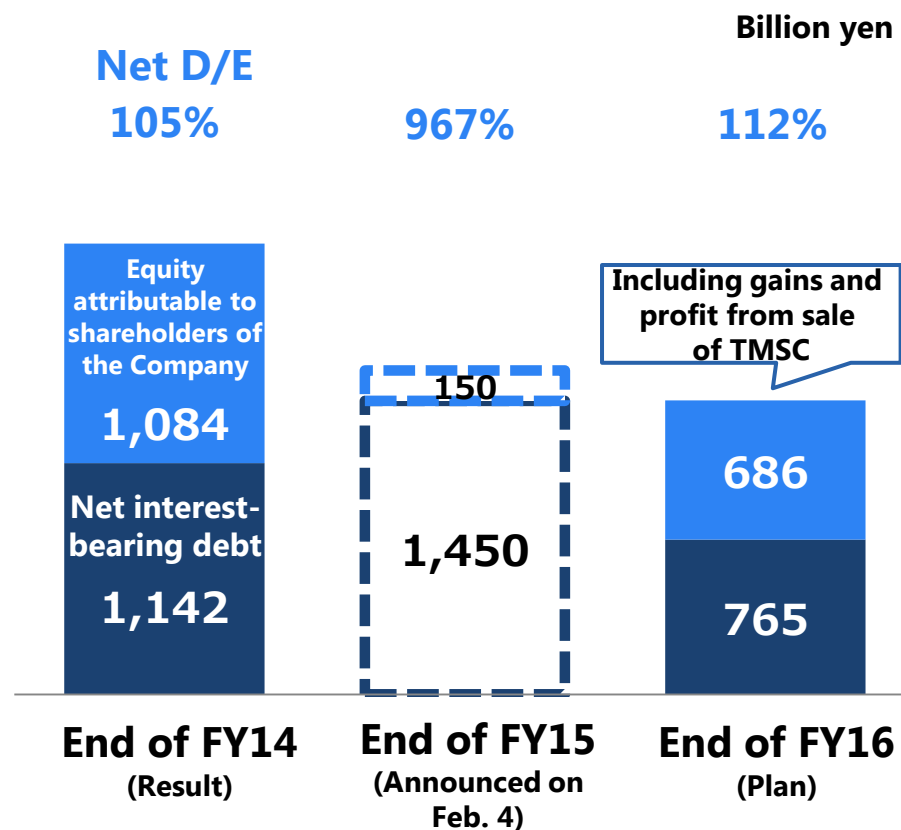 Billion yen
Net D/E
105%
967%
112%
Equity
attributable to
shareholders of
the Company
1,084
Net interest-
bearing debt
1,142
150
1,450
Including gains and
profit from sale
of TMSC
686
765
End of FY14
(Result)
End of FY15
(Announced on
Feb. 4)
End of FY16
(Plan)